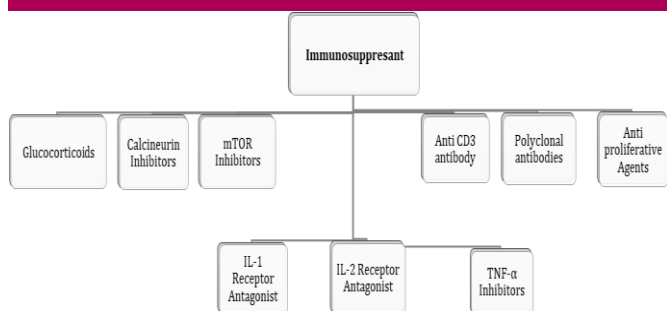 Immunosuppresant
Glucocorticoids
Calcineurin
Inhibitors
mTOR
Inhibitors
Anti CD3
antibody
Polyclonal
antibodies
Anti
proliferative
Agents
IL-1
Receptor
Antagonist
IL-2 Receptor
Antagonist
TNF-α
Inhibitors